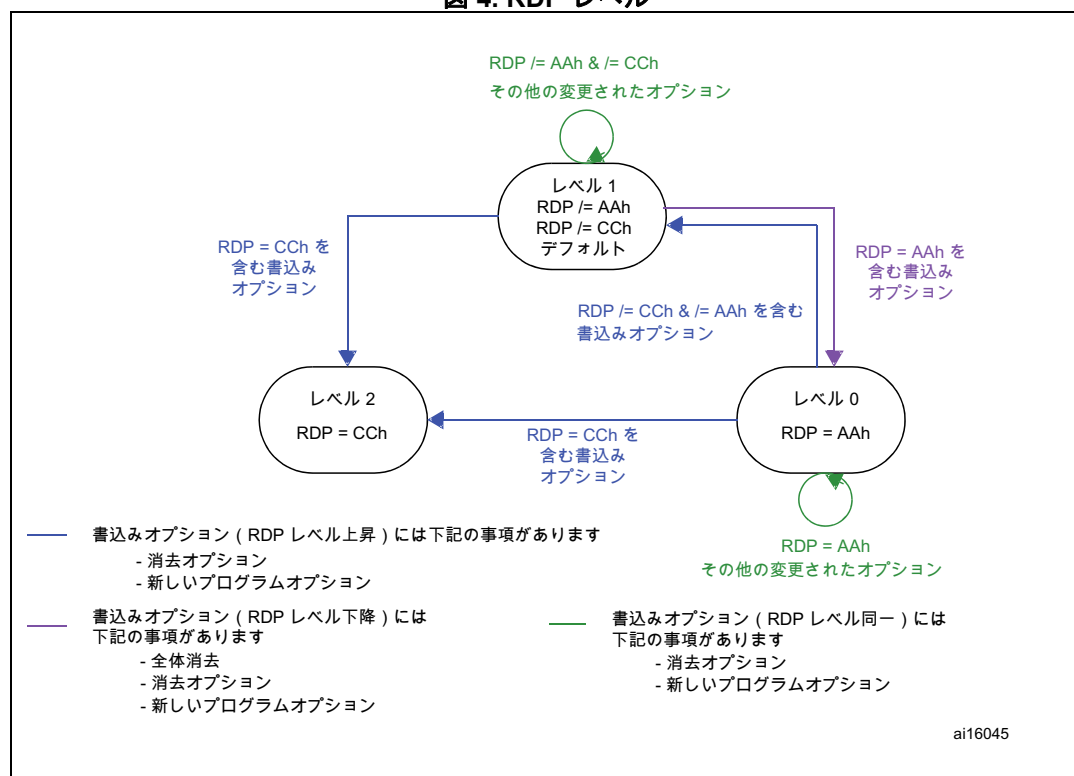 図 4. RDP レベル
RDP /= AAh & /= CCh
その他の変更されたオプション
レベル 1
RDP /= AAh
RDP /= CCh
デフォルト
RDP = CCh を
含む書込み
オプション
RDP = AAh を
含む書込み
オプション
RDP /= CCh & /= AAh を含む
書込みオプション
レベル 2
RDP = CCh
レベル 0
RDP = AAh
RDP = CCh を
含む書込み
オプション
RDP = AAh
その他の変更されたオプション
書込みオプション ( RDP レベル上昇 ) には下記の事項があります
- 消去オプション
- 新しいプログラムオプション
書込みオプション ( RDP レベル下降 ) には
下記の事項があります
- 全体消去
- 消去オプション
- 新しいプログラムオプション
書込みオプション ( RDP レベル同一 ) には
下記の事項があります
- 消去オプション
- 新しいプログラムオプション
ai16045